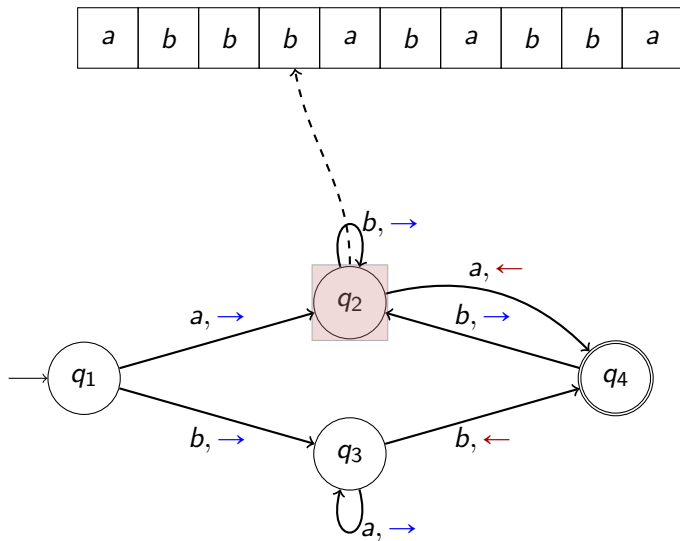 a b b b a b a b b a
b, →
a, ←
q2
a, →
b, →
q1
q4
b, →
b, ←
q3
a, →